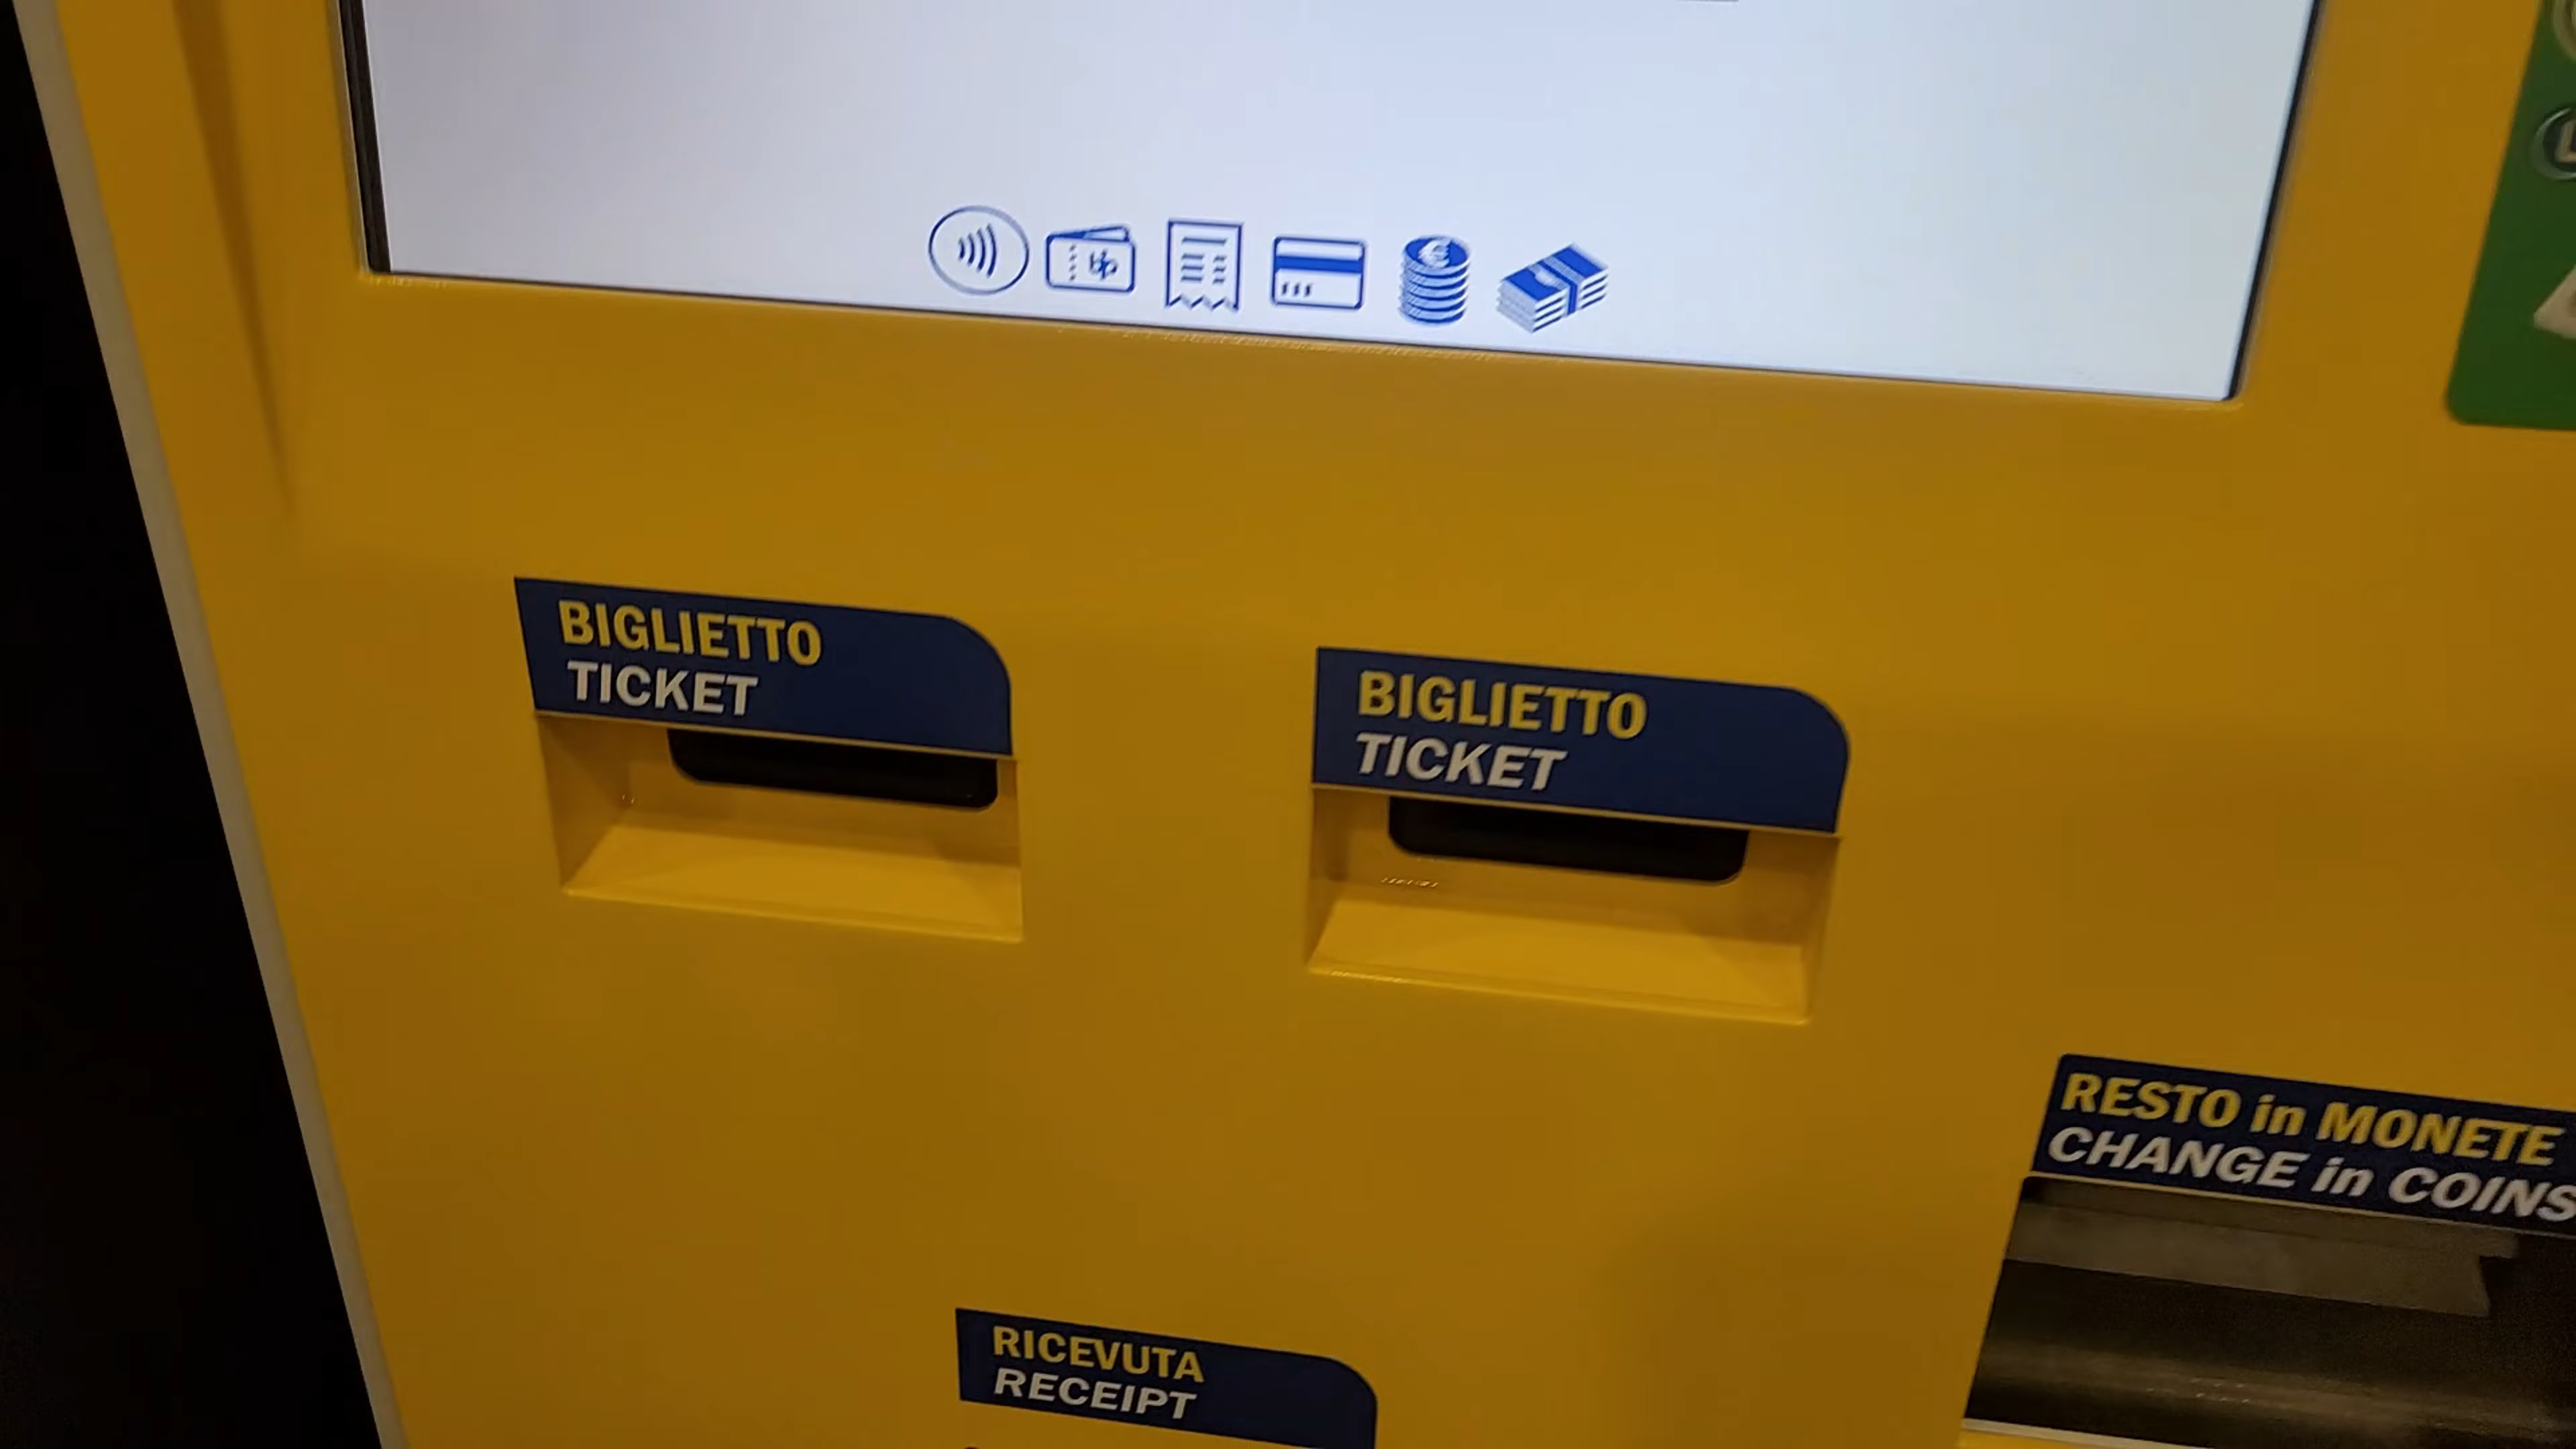 BIGLIETTO
TICKET
BIGLIETTO
TICKET
RESTO in MONETE
CHANGE in COINS
RICEVUTA
RECEIPT